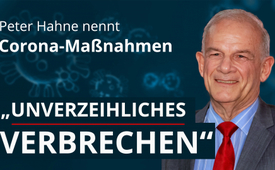 Peter Hahne nennt
Corona-Maßnahmen
„UNVERZEIHLICHES
VERBRECHEN“